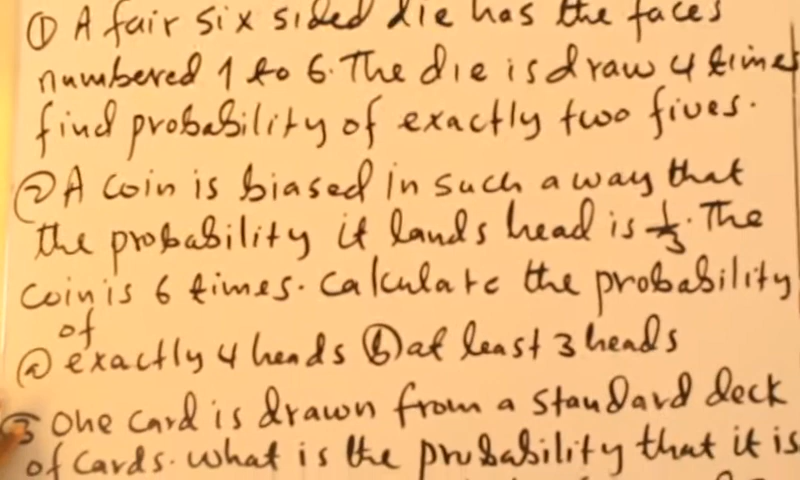 ① A fair six sided die has the faces
numbered 1 to 6. The die is draw 4 times
find probability of exactly two fives.
② A coin is biased in such a way that
the probability it lands head is 1/3. The
coin is 6 times. Calculate the probability
of
ⓐ exactly 4 heads ⓑ at least 3 heads
③ One card is drawn from a standard deck
of cards. what is the probability that it is